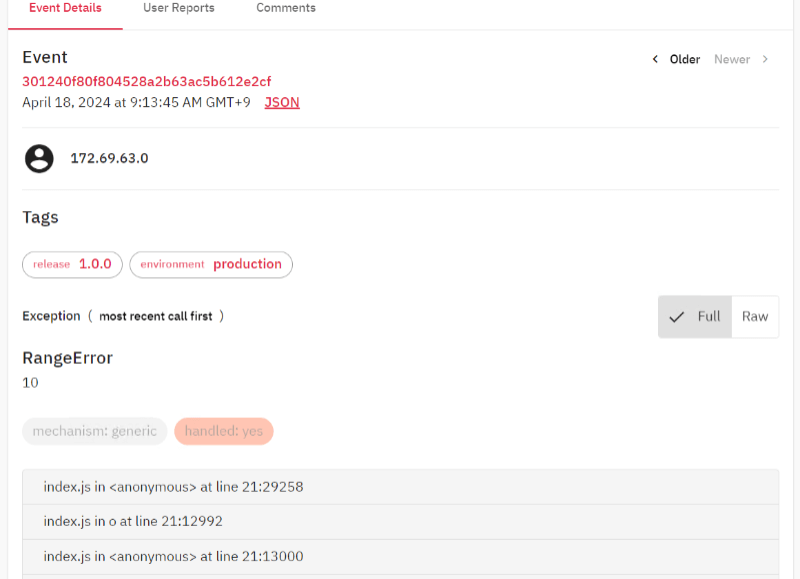 Event Details User Reports Comments
Event
Older Newer
301240f80f804528a2b63ac5b612e2cf
April 18, 2024 at 9:13:45 AM GMT+9 JSON
172.69.63.0
Tags
release 1.0.0 environment production
Exception ( most recent call first ) Full Raw
RangeError
10
mechanism: generic handled: yes
index.js in <anonymous> at line 21:29258
index.js in o at line 21:12992
index.js in <anonymous> at line 21:13000